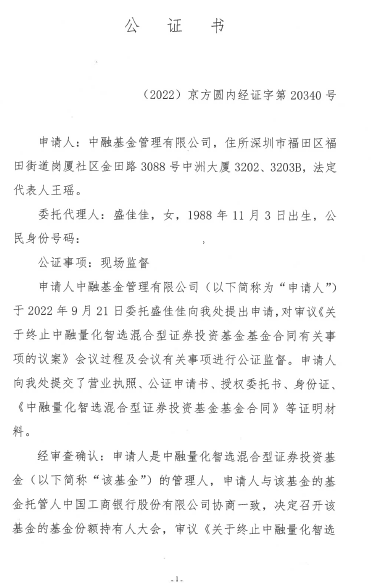 公 证 书
（2022）京方圆内经证字第 20340 号
申请人：中融基金管理有限公司，住所深圳市福田区福
田街道岗厦社区金田路 3088 号中洲大厦 3202、3203B，法定
代表人王瑶。
委托代理人：盛佳佳，女，1988 年 11 月 3 日出生，公
民身份号码：
公证事项：现场监督
申请人中融基金管理有限公司（以下简称为“申请人”）
于 2022 年 9 月 21 日委托盛佳佳向我处提出申请，对审议《关
于终止中融量化智选混合型证券投资基金基金合同有关事
项的议案》会议过程及会议有关事项进行公证监督。申请人
向我处提交了营业执照、公证申请书、授权委托书、身份证、
《中融量化智选混合型证券投资基金基金合同》等证明材
料。
经审查确认：申请人是中融量化智选混合型证券投资基
金（以下简称“该基金”）的管理人，申请人与该基金的基
金托管人中国工商银行股份有限公司协商一致，决定召开该
基金的基金份额持有人大会，审议《关于终止中融量化智选
-1-